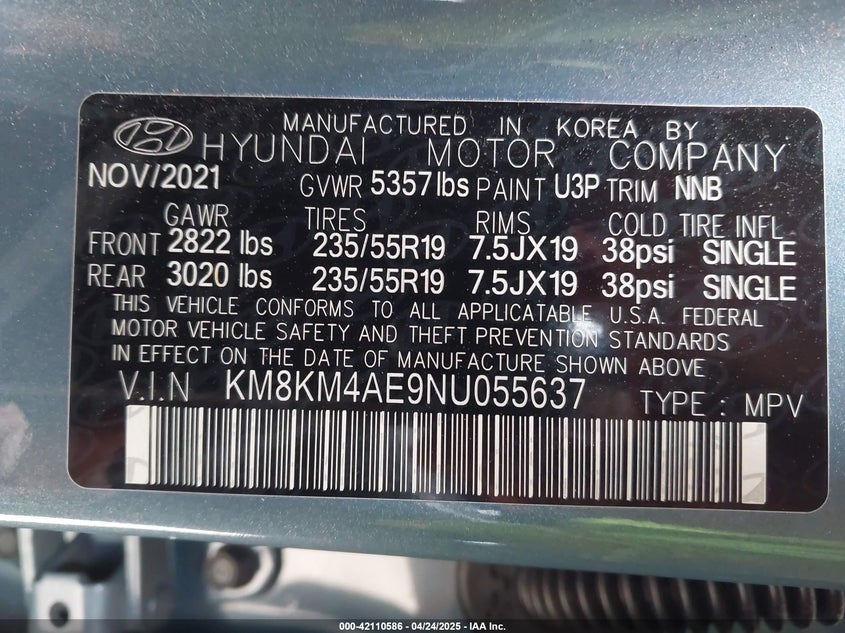 MANUFACTURED IN KOREA BY
HYUNDAI MOTOR COMPANY
NOV/2021 GVWR 5357 lbs PAINT U3P TRIM NNB
GAWR TIRES RIMS COLD TIRE INFL.
FRONT 2822 lbs 235/55R19 7.5JX19 38psi SINGLE
REAR 3020 lbs 235/55R19 7.5JX19 38psi SINGLE
THIS VEHICLE CONFORMS TO ALL APPLICATABLE U.S.A. FEDERAL
MOTOR VEHICLE SAFETY AND THEFT PREVENTION STANDARDS
IN EFFECT ON THE DATE OF MANUFACTURE SHOWN ABOVE
V.I.N KM8KM4AE9NU055637 TYPE : MPV
000-42110586 - 04/24/2025 - IAA Inc.